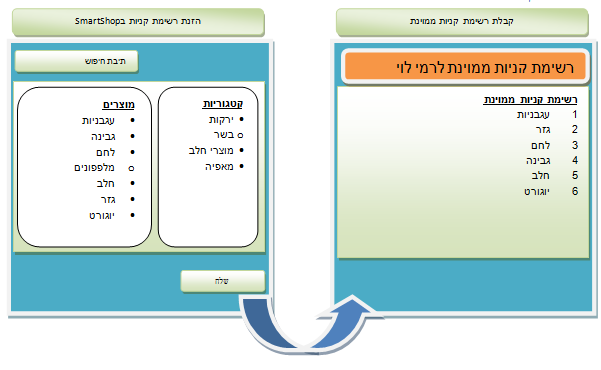 הזנת רשימת קניות בSmartShop
תיבת חיפוש
קטגוריות
ירקות
בשר
מוצרי חלב
מאפיה
מוצרים
עגבניות
גבינה
לחם
מלפפונים
חלב
גזר
יוגורט
שלח
קבלת רשימת קניות ממוינת
רשימת קניות ממוינת לרמי לוי
רשימת קניות ממוינת
1 עגבניות
2 גזר
3 לחם
4 גבינה
5 חלב
6 יוגורט